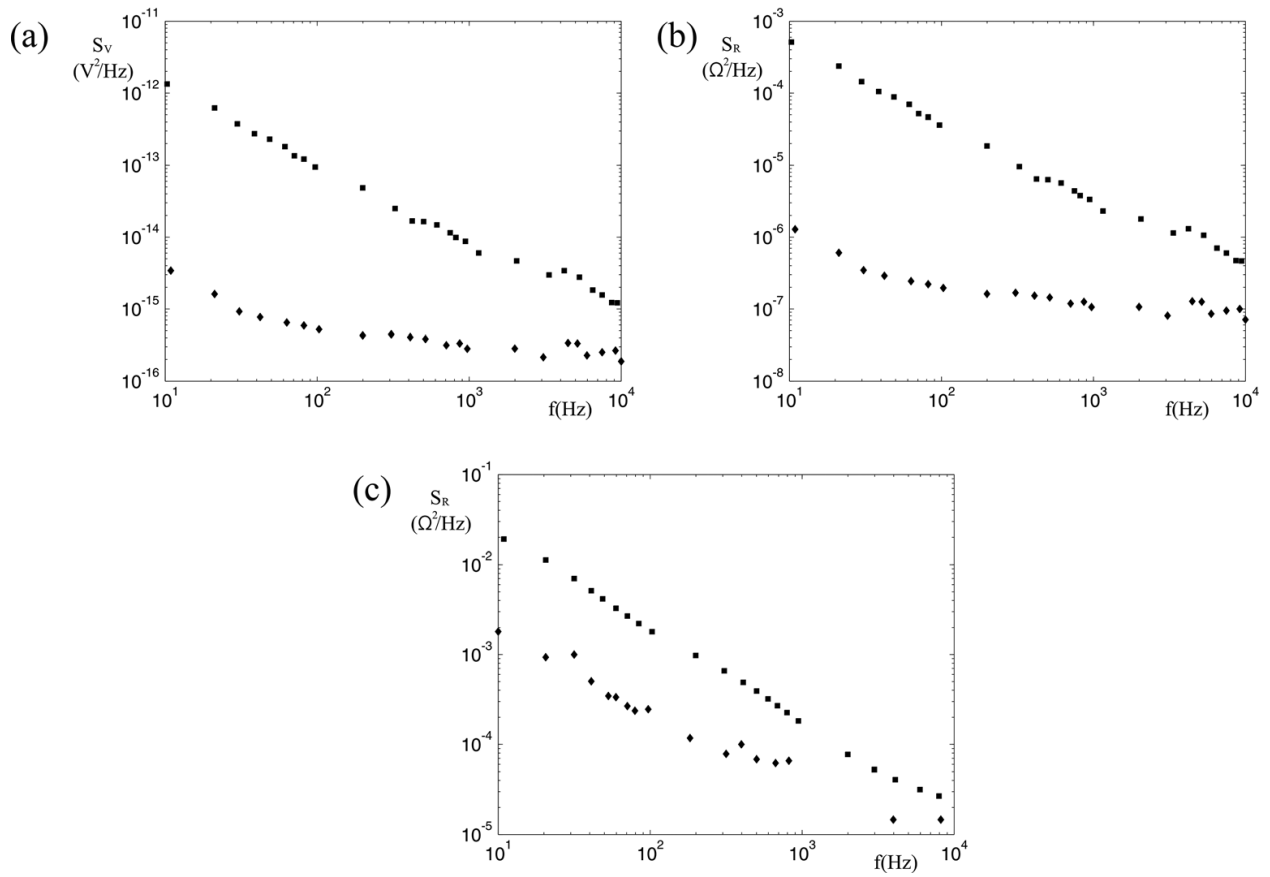 (a)
S_V
(V²/Hz)
10⁻¹¹
10⁻¹²
10⁻¹³
10⁻¹⁴
10⁻¹⁵
10⁻¹⁶
10¹ 10² 10³ 10⁴
f(Hz)
(b)
S_R
(Ω²/Hz)
10⁻³
10⁻⁴
10⁻⁵
10⁻⁶
10⁻⁷
10⁻⁸
10¹ 10² 10³ 10⁴
f(Hz)
(c)
S_R
(Ω²/Hz)
10⁻¹
10⁻²
10⁻³
10⁻⁴
10⁻⁵
10¹ 10² 10³ 10⁴
f(Hz)